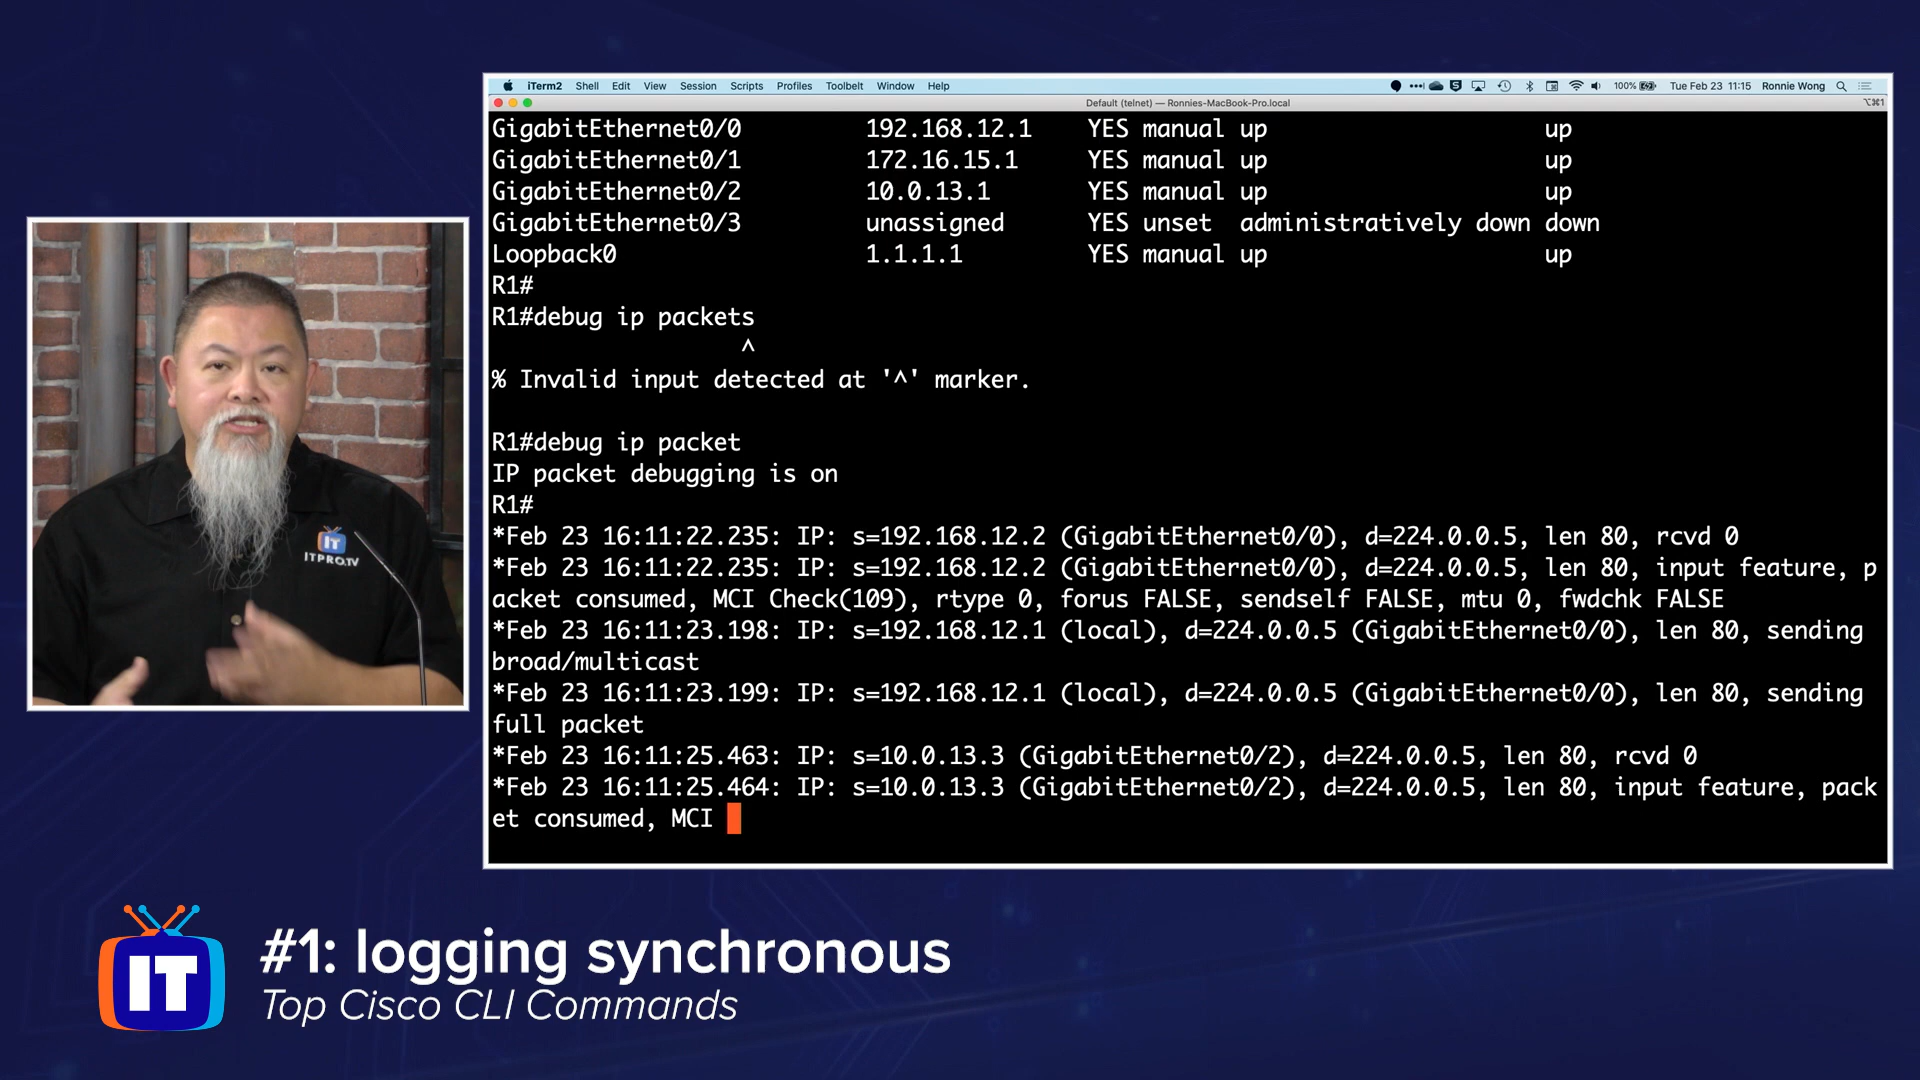 iTerm2 Shell Edit View Session Scripts Profiles Toolbelt Window Help 100% Tue Feb 23 11:15 Ronnie Wong
Default (telnet) — Ronnies-MacBook-Pro.local ⌥⌘1
GigabitEthernet0/0 192.168.12.1 YES manual up up
GigabitEthernet0/1 172.16.15.1 YES manual up up
GigabitEthernet0/2 10.0.13.1 YES manual up up
GigabitEthernet0/3 unassigned YES unset administratively down down
Loopback0 1.1.1.1 YES manual up up
R1#
R1#debug ip packets
^
% Invalid input detected at '^' marker.
R1#debug ip packet
IP packet debugging is on
R1#
*Feb 23 16:11:22.235: IP: s=192.168.12.2 (GigabitEthernet0/0), d=224.0.0.5, len 80, rcvd 0
*Feb 23 16:11:22.235: IP: s=192.168.12.2 (GigabitEthernet0/0), d=224.0.0.5, len 80, input feature, p
acket consumed, MCI Check(109), rtype 0, forus FALSE, sendself FALSE, mtu 0, fwdchk FALSE
*Feb 23 16:11:23.198: IP: s=192.168.12.1 (local), d=224.0.0.5 (GigabitEthernet0/0), len 80, sending
broad/multicast
*Feb 23 16:11:23.199: IP: s=192.168.12.1 (local), d=224.0.0.5 (GigabitEthernet0/0), len 80, sending
full packet
*Feb 23 16:11:25.463: IP: s=10.0.13.3 (GigabitEthernet0/2), d=224.0.0.5, len 80, rcvd 0
*Feb 23 16:11:25.464: IP: s=10.0.13.3 (GigabitEthernet0/2), d=224.0.0.5, len 80, input feature, pack
et consumed, MCI
IT
ITPRO.TV
IT
#1: logging synchronous
Top Cisco CLI Commands